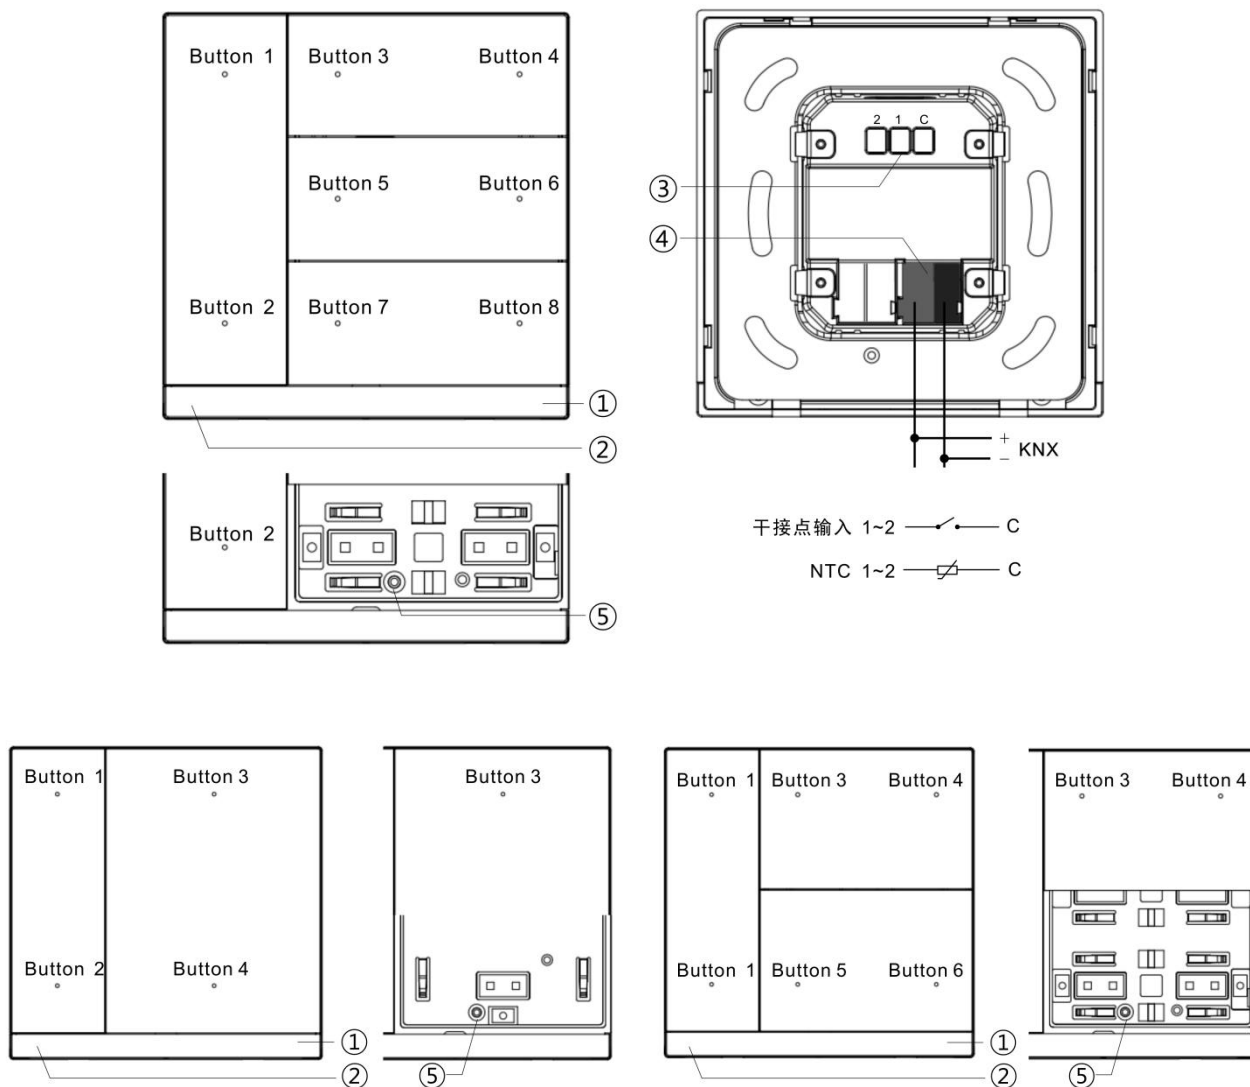 Button 1
Button 3
Button 4
Button 5
Button 6
Button 2
Button 7
Button 8
①
②
2 1 C
③
④
+
−
KNX
Button 2
⑤
干接点输入 1~2 C
NTC 1~2 C
Button 1
Button 3
Button 2
Button 4
①
②
Button 3
⑤
Button 1
Button 3
Button 4
Button 1
Button 5
Button 6
①
②
Button 3
Button 4
⑤